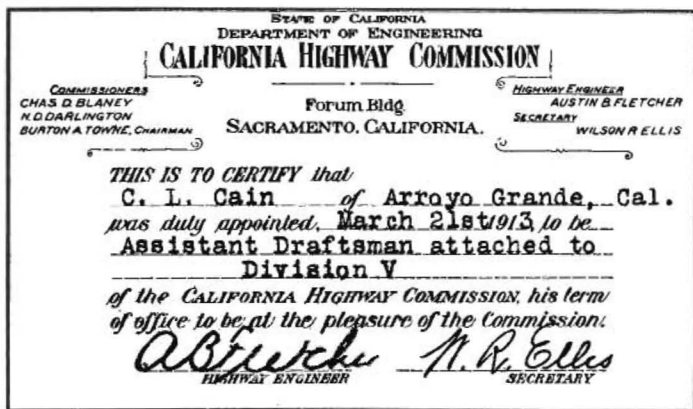 STATE OF CALIFORNIA
DEPARTMENT OF ENGINEERING
CALIFORNIA HIGHWAY COMMISSION
COMMISSIONERS
CHAS. D. BLANEY
N. D. DARLINGTON
BURTON A. TOWNE, CHAIRMAN
Forum Bldg.
SACRAMENTO, CALIFORNIA.
HIGHWAY ENGINEER
AUSTIN B. FLETCHER
SECRETARY
WILSON R ELLIS
THIS IS TO CERTIFY that
C. L. Cain of Arroyo Grande, Cal.
was duly appointed, March 21st 1913, to be
Assistant Draftsman attached to
Division V
of the CALIFORNIA HIGHWAY COMMISSION, his term
of office to be at the pleasure of the Commission.
A B Fletcher W. R. Ellis
HIGHWAY ENGINEER SECRETARY